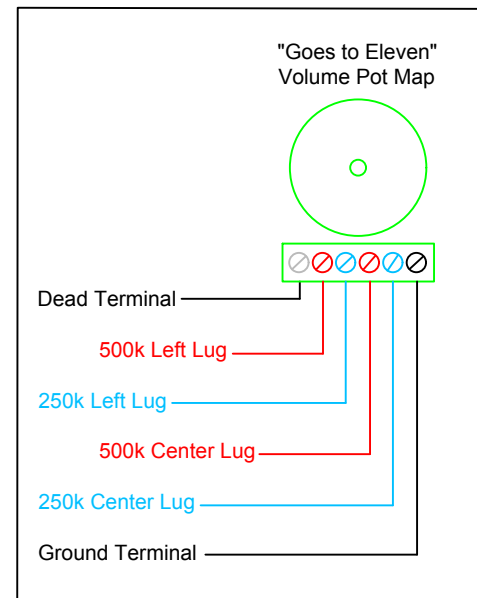 "Goes to Eleven"
Volume Pot Map
Dead Terminal
500k Left Lug
250k Left Lug
500k Center Lug
250k Center Lug
Ground Terminal